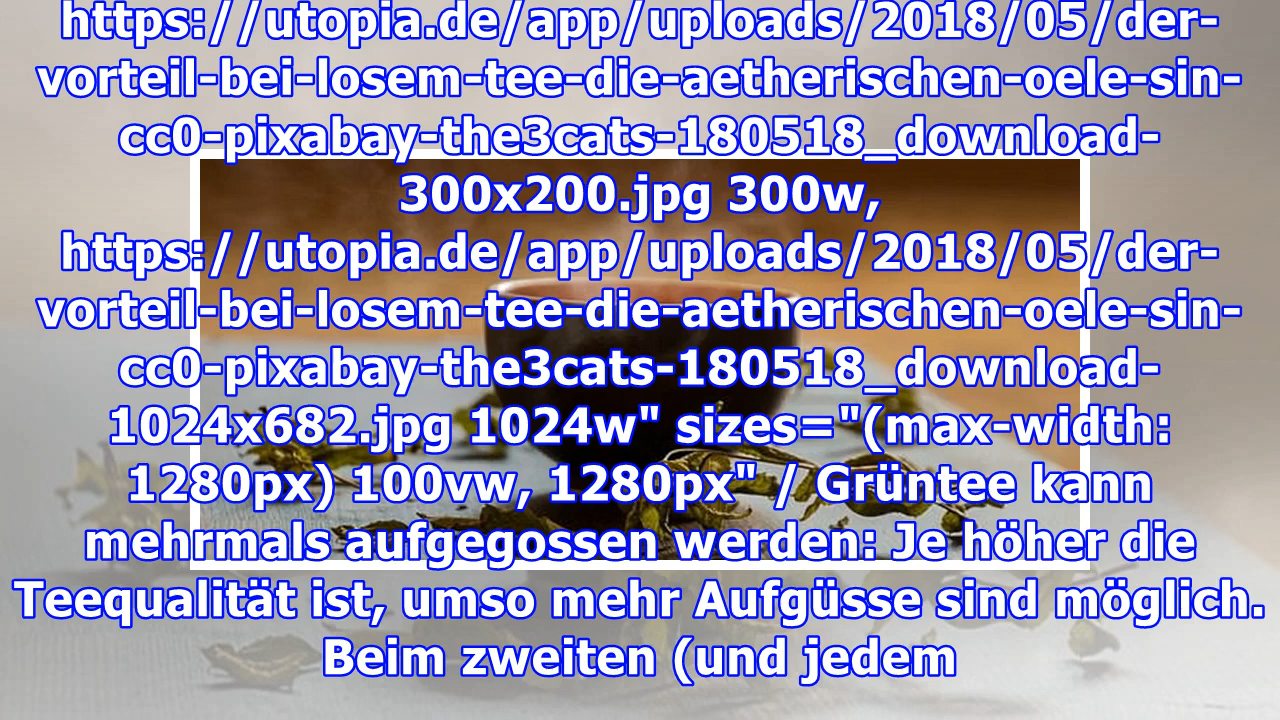 https://utopia.de/app/uploads/2018/05/der-
vorteil-bei-losem-tee-die-aetherischen-oele-sin-
cc0-pixabay-the3cats-180518_download-
300x200.jpg 300w,
https://utopia.de/app/uploads/2018/05/der-
vorteil-bei-losem-tee-die-aetherischen-oele-sin-
cc0-pixabay-the3cats-180518_download-
1024x682.jpg 1024w" sizes="(max-width:
1280px) 100vw, 1280px" / Grüntee kann
mehrmals aufgegossen werden: Je höher die
Teequalität ist, umso mehr Aufgüsse sind möglich.
Beim zweiten (und jedem